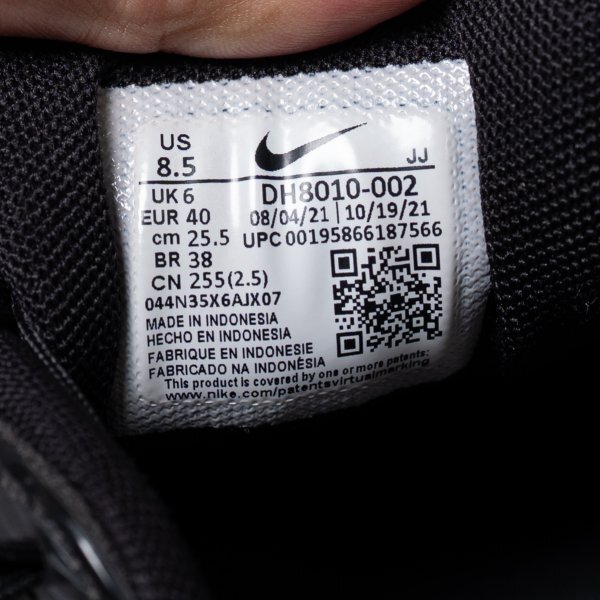 US
8.5
JJ
UK 6
DH8010-002
EUR 40
08/04/21 | 10/19/21
cm 25.5
UPC 00195866187566
BR 38
CN 255(2.5)
044N35X6AJX07
MADE IN INDONESIA
HECHO EN INDONESIA
FABRIQUE EN INDONESIE
FABRICADO NA INDONÉSIA
This product is covered by one or more patents:
www.nike.com/patentsvirtualmarking